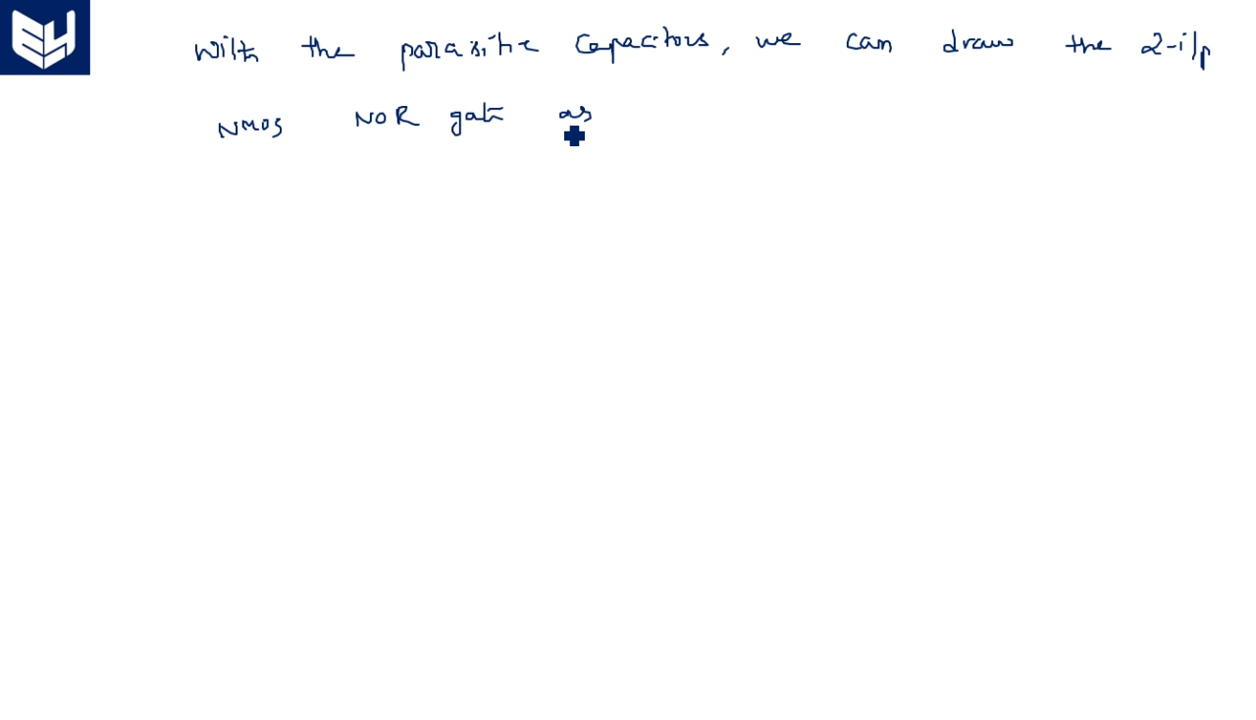 With the parasitic capacitors, we can draw the 2-i/p
NMOS NOR gate as